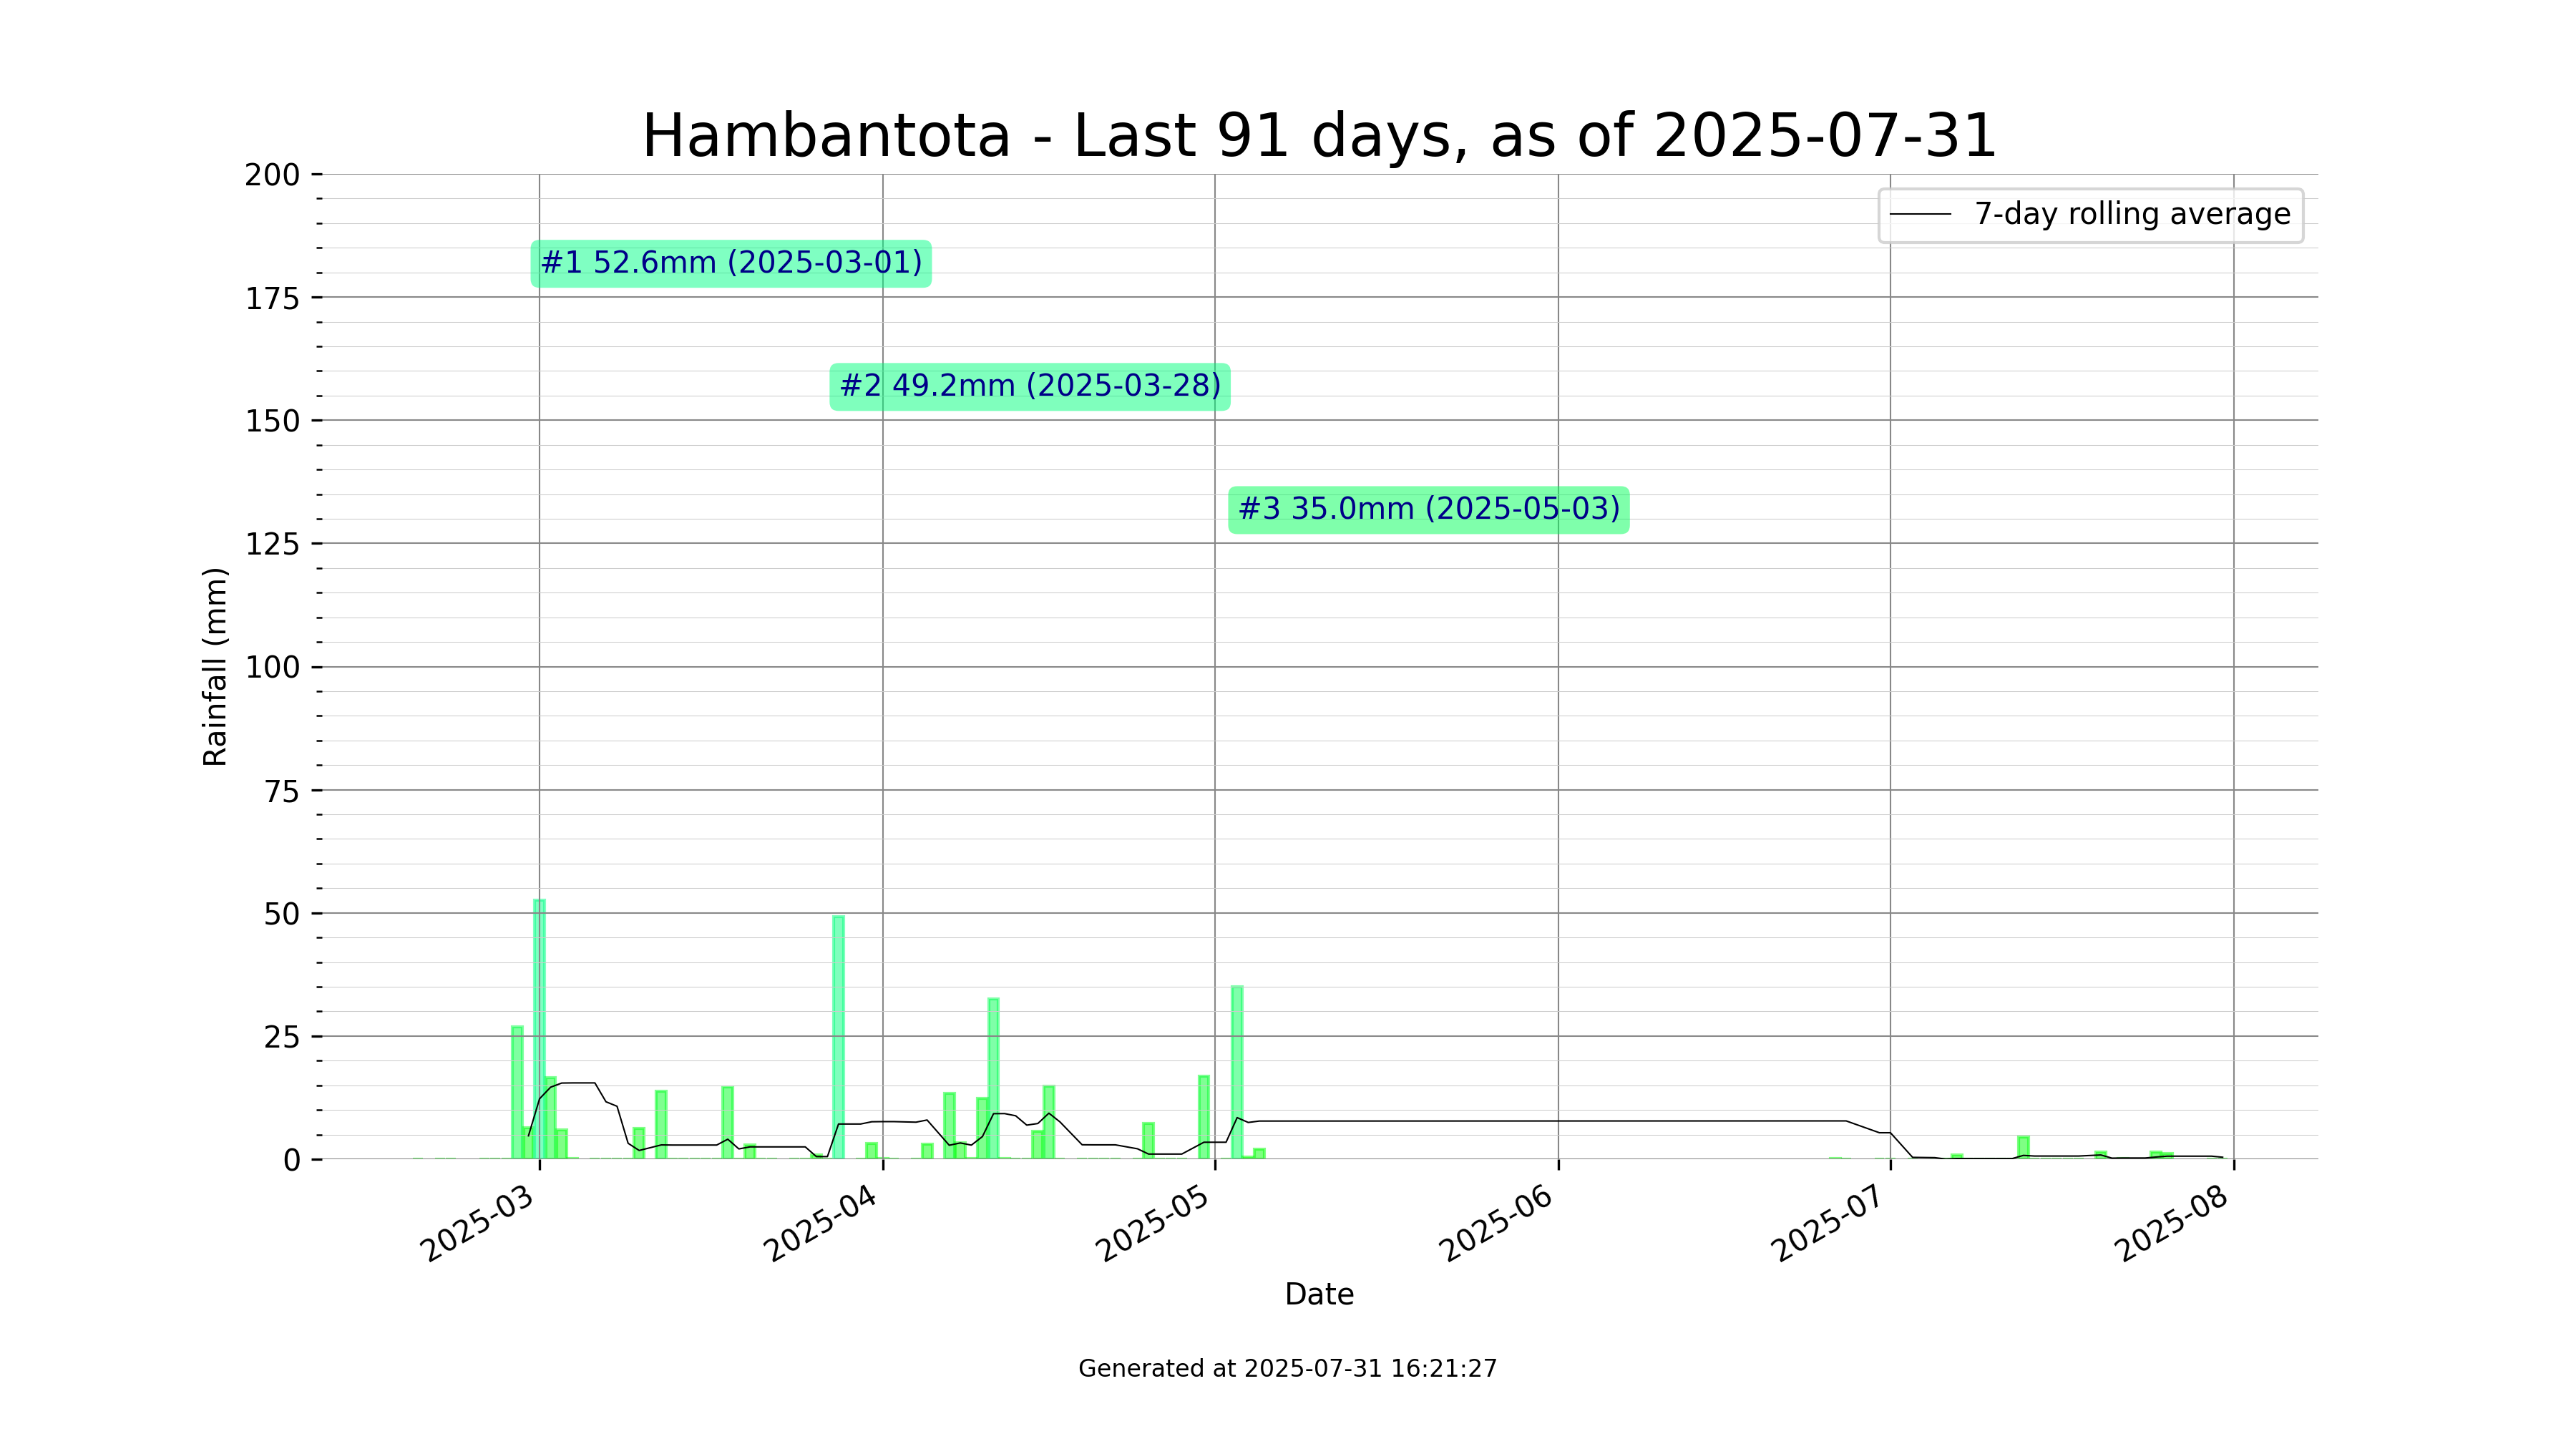 Hambantota - Last 91 days, as of 2025-07-31
7-day rolling average
#1 52.6mm (2025-03-01)
#2 49.2mm (2025-03-28)
#3 35.0mm (2025-05-03)
Rainfall (mm)
200
175
150
125
100
75
50
25
0
2025-03
2025-04
2025-05
2025-06
2025-07
2025-08
Date
Generated at 2025-07-31 16:21:27